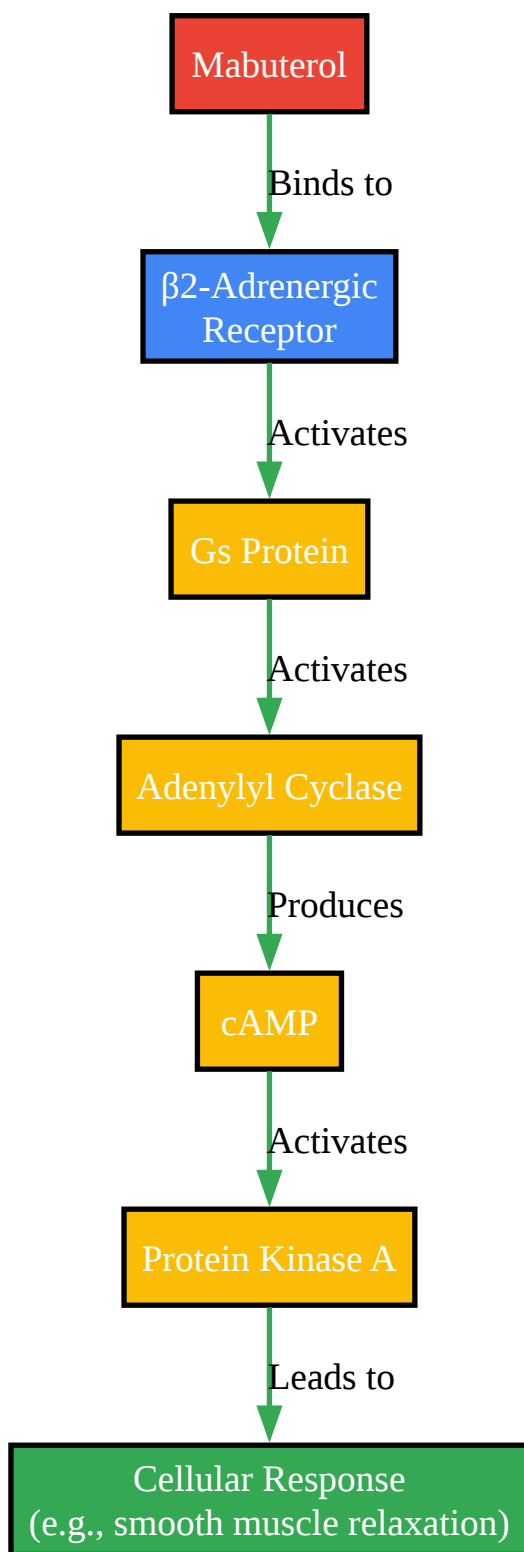 Mabuterol
Binds to
β2-Adrenergic
Receptor
Activates
Gs Protein
Activates
Adenylyl Cyclase
Produces
cAMP
Activates
Protein Kinase A
Leads to
Cellular Response
(e.g., smooth muscle relaxation)